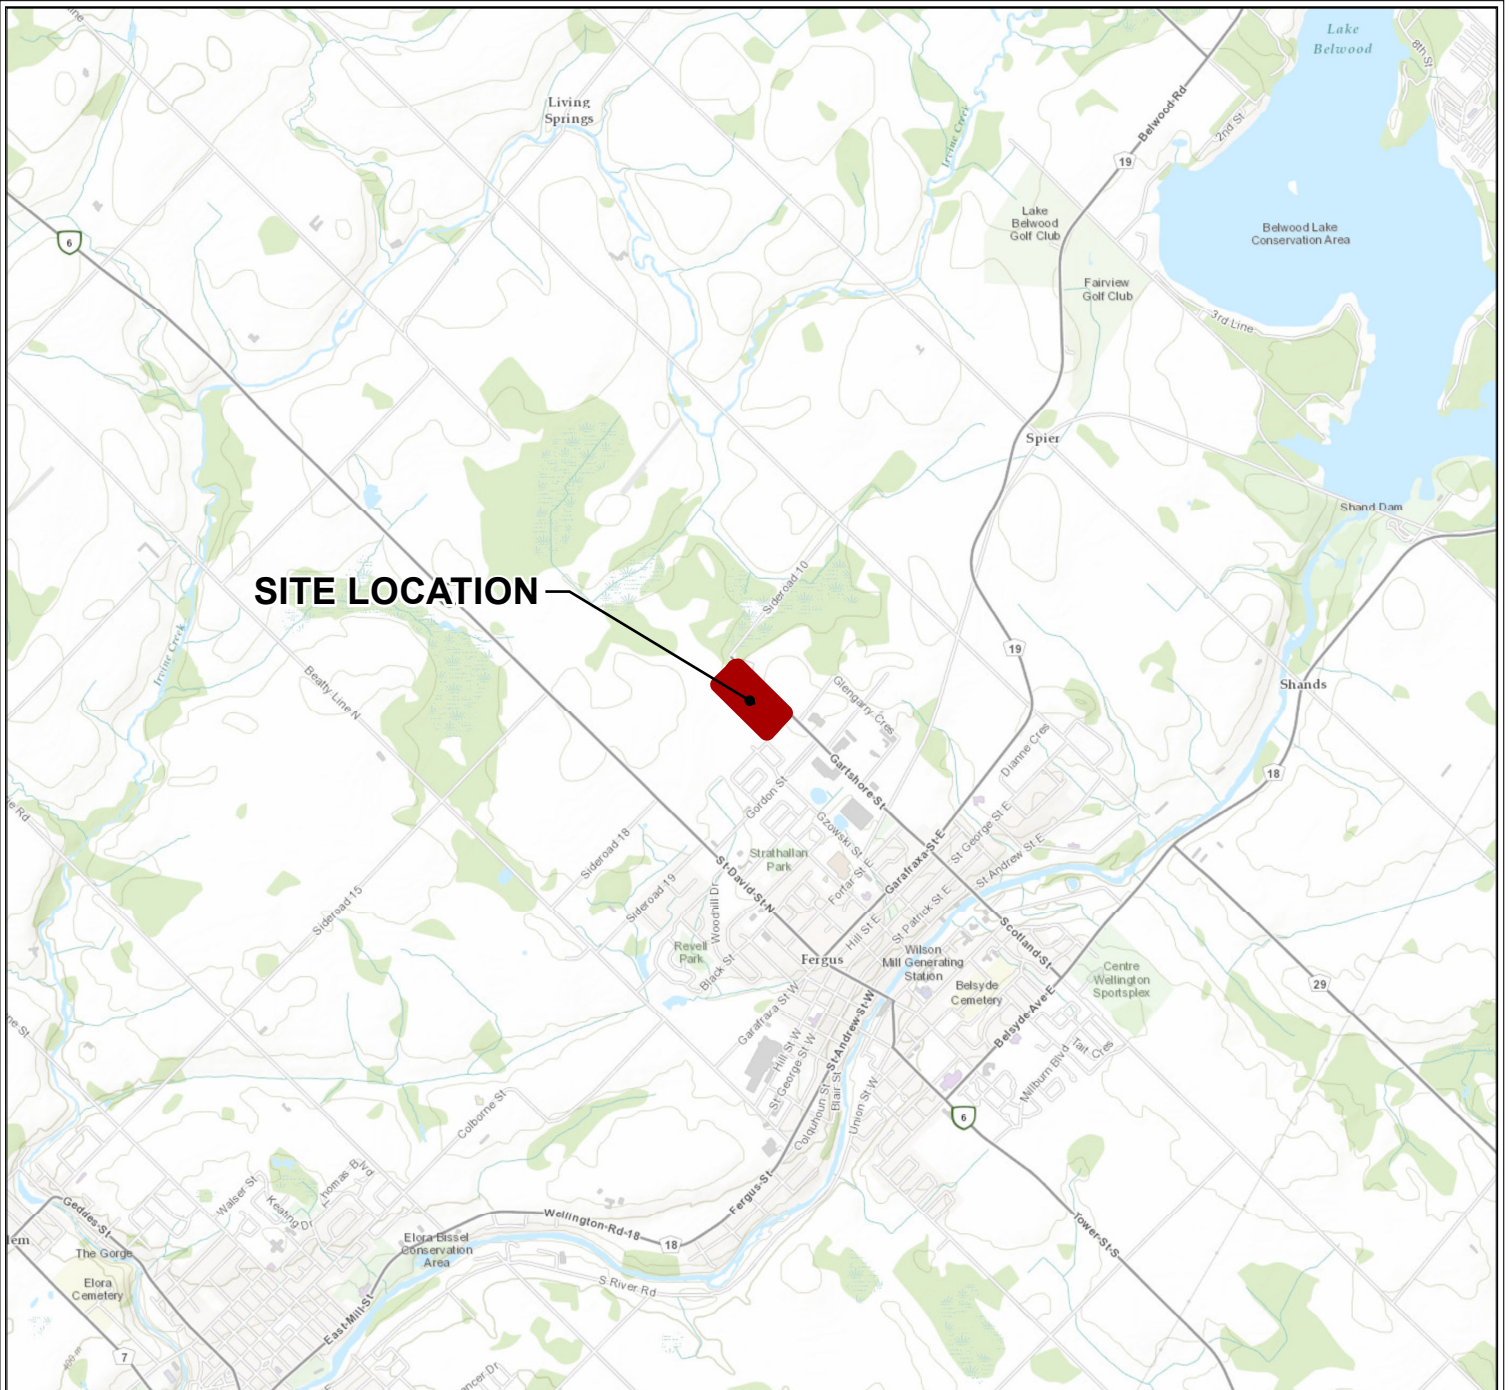 Lake
Belwood
8th St
Living
Springs
Irvine Creek
Belwood Rd
2nd St
19
Lake
Belwood
Golf Club
Belwood Lake
Conservation Area
6
Fairview
Golf Club
3rd Line
Spier
Shand Dam
SITE LOCATION
Sideroad 10
Irvine Creek
19
Beatty Line N
Glengarry Cres
Shands
Dianne Cres
18
Gartshore St
Gordon St
Gzowski St E
St George St E
Sideroad 18
Strathallan
Park
Garafraxa St E
St Andrew St E
St David St N
Forfar St
Sideroad 19
Woodhill Dr
Sideroad 15
St Patrick St E
Hill St E
Scotland St
Revell
Park
Black St
Fergus
Wilson
Mill Generating
Station
Centre
Wellington
Sportsplex
Belsyde
Cemetery
29
Garafraxa St W
St Andrew St W
Belsyde Ave E
Hill St W
St George St W
Tait Cres
Milburn Blvd
Blair St
Colquhoun St
Union St W
Colborne St
6
Thomas Blvd
Walser St
Keating Dr
Geddes St
Fergus St
Wellington Rd 18
18
Tower St S
lem
The Gorge
Elora Bissel
Conservation
Area
Elora
Cemetery
S River Rd
East Mill St
7
400 m
ncer Dr